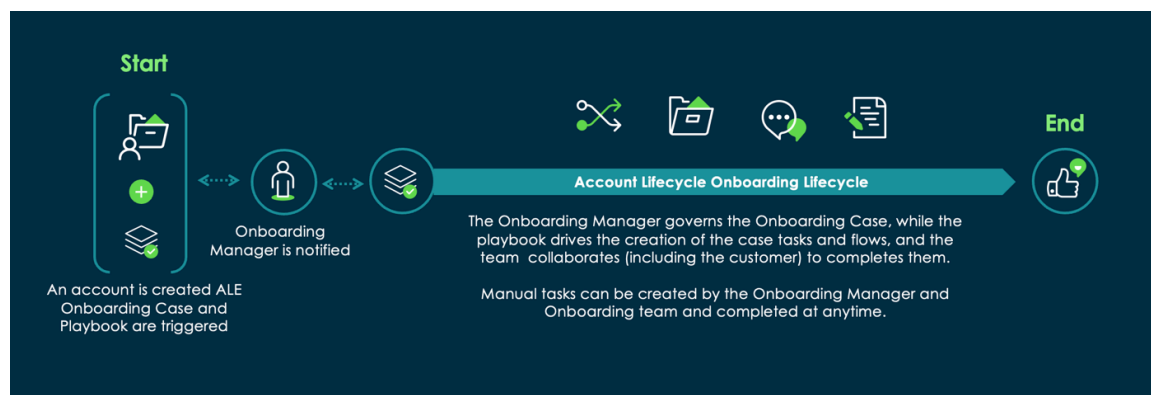 Start
An account is created ALE
Onboarding Case and
Playbook are triggered
Onboarding
Manager is notified
Account Lifecycle Onboarding Lifecycle
The Onboarding Manager governs the Onboarding Case, while the
playbook drives the creation of the case tasks and flows, and the
team  collaborates (including the customer) to completes them.
Manual tasks can be created by the Onboarding Manager and
Onboarding team and completed at anytime.
End